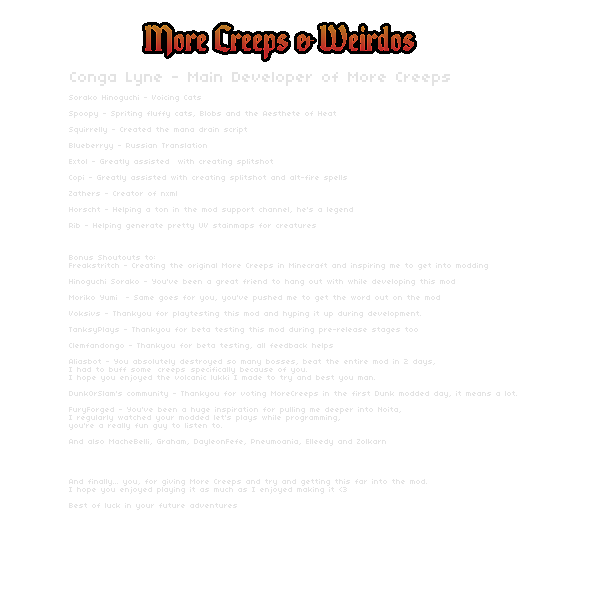 More Creeps & Weirdos
Conga Lyne - Main Developer of More Creeps
Sorako Hinoguchi - Voicing Cats
Spoopy - Spriting fluffy cats, Blobs and the Aesthete of Heat
Squirrelly - Created the mana drain script
Blueberryy - Russian Translation
Extol - Greatly assisted with creating splitshot
Copi - Greatly assisted with creating splitshot and alt-fire spells
Zathers - Creator of nxml
Horscht - Helping a ton in the mod support channel, he's a legend
Rib - Helping generate pretty UV stainmaps for creatures
Bonus Shoutouts to:
Freakstritch - Creating the original More Creeps in Minecraft and inspiring me to get into modding
Hinoguchi Sorako - You've been a great friend to hang out with while developing this mod
Moriko Yumi - Same goes for you, you've pushed me to get the word out on the mod
Voksivs - Thankyou for playtesting this mod and hyping it up during development.
TanksyPlays - Thankyou for beta testing this mod during pre-release stages too
Clemfandongo - Thankyou for beta testing, all feedback helps
Aliasbot - You absolutely destroyed so many bosses, beat the entire mod in 2 days,
I had to buff some creeps specifically because of you.
I hope you enjoyed the volcanic lukki I made to try and best you man.
DunkOrSlam's community - Thankyou for voting MoreCreeps in the first Dunk modded day, it means a lot.
FuryForged - You've been a huge inspiration for pulling me deeper into Noita,
I regularly watched your modded let's plays while programming,
you're a really fun guy to listen to.
And also MacheBelli, Graham, DayleonFefe, Pneumoania, Eileedy and Zolkarn
And finally... you, for giving More Creeps and try and getting this far into the mod.
I hope you enjoyed playing it as much as I enjoyed making it <3
Best of luck in your future adventures